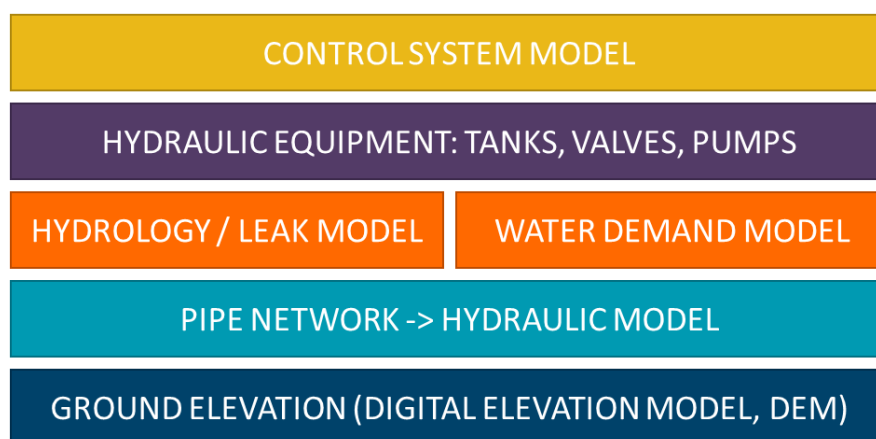 CONTROL SYSTEM MODEL
HYDRAULIC EQUIPMENT: TANKS, VALVES, PUMPS
HYDROLOGY / LEAK MODEL
WATER DEMAND MODEL
PIPE NETWORK -> HYDRAULIC MODEL
GROUND ELEVATION (DIGITAL ELEVATION MODEL, DEM)